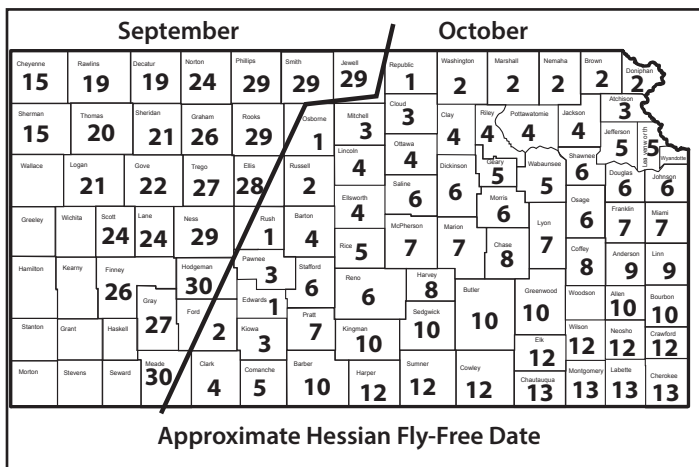 September October
Cheyenne Rawlins Decatur Norton Phillips Smith Jewell Republic Washington Marshall Nemaha Brown Doniphan
15 19 19 24 29 29 29 1 2 2 2 2 2
Atchison
3
Sherman Thomas Sheridan Graham Rooks Osborne Mitchell Cloud Clay Riley Pottawatomie Jackson Jefferson Leavenworth Wyandotte
15 20 21 26 29 1 3 3 4 4 4 4 5 5
Lincoln Ottawa
4 4
Wallace Logan Gove Trego Ellis Russell Dickinson Geary Wabaunsee Shawnee Douglas Johnson
21 22 27 28 2 6 5 5 6 6 6
Ellsworth Saline Morris
4 6 6
Greeley Wichita Scott Lane Ness Rush Barton Rice McPherson Marion Chase Lyon Osage Franklin Miami
24 24 29 1 4 5 7 7 8 7 6 7 7
Hamilton Kearny Finney Hodgeman Pawnee Stafford Coffey Anderson Linn
26 30 3 6 8 9 9
Gray Ford Edwards Reno Harvey Butler Greenwood Woodson Allen Bourbon
27 2 1 6 8 10 10 10 10
Stanton Grant Haskell Kiowa Pratt Kingman Sedgwick Elk Wilson Neosho Crawford
3 7 10 10 12 12 12 12
Morton Stevens Seward Meade Clark Comanche Barber Harper Sumner Cowley Chautauqua Montgomery Labette Cherokee
30 4 5 10 12 12 12 13 13 13 13
Approximate Hessian Fly-Free Date